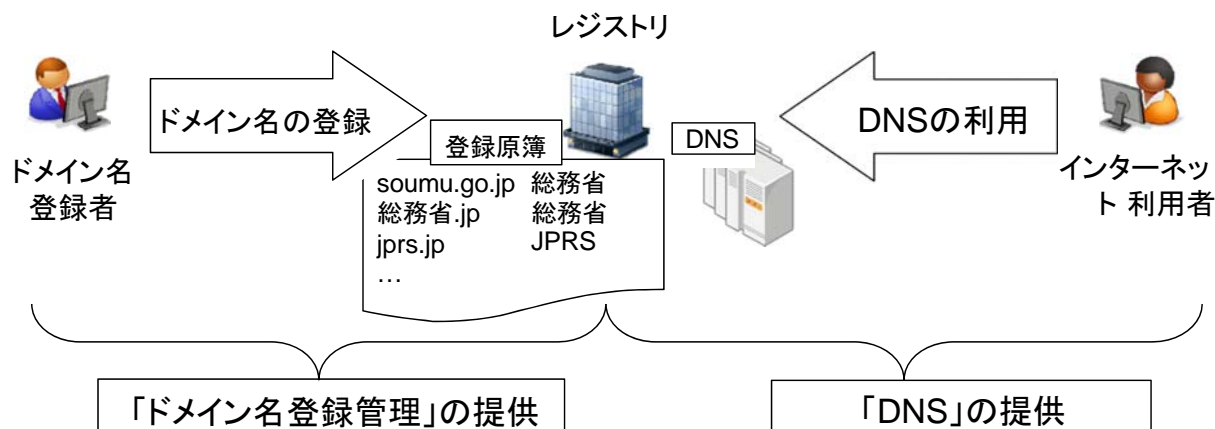 レジストリ
ドメイン名の登録
DNSの利用
登録原簿
DNS
ドメイン名
登録者
soumu.go.jp 総務省
総務省.jp 総務省
jprs.jp JPRS
…
インターネッ
ト 利用者
「ドメイン名登録管理」の提供
「DNS」の提供